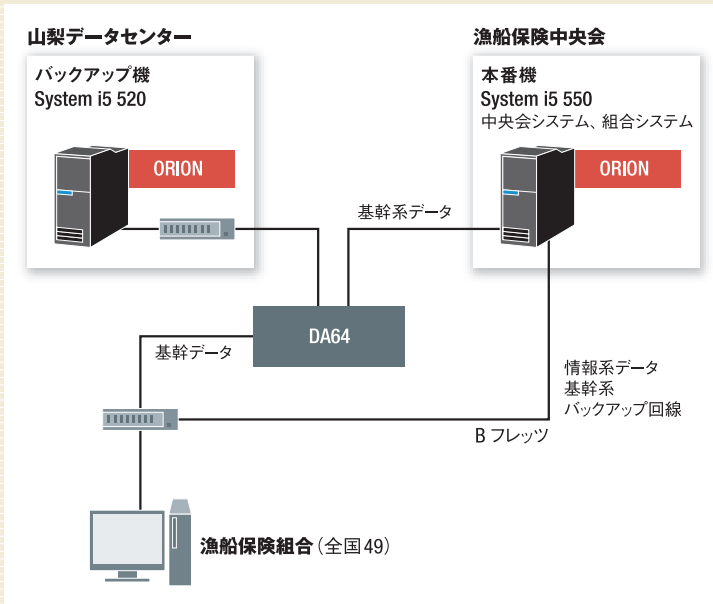 山梨データセンター
バックアップ機
System i5 520
ORION
漁船保険中央会
本番機
System i5 550
中央会システム、組合システム
ORION
基幹系データ
DA64
基幹データ
情報系データ
基幹系
バックアップ回線
B フレッツ
漁船保険組合(全国49)